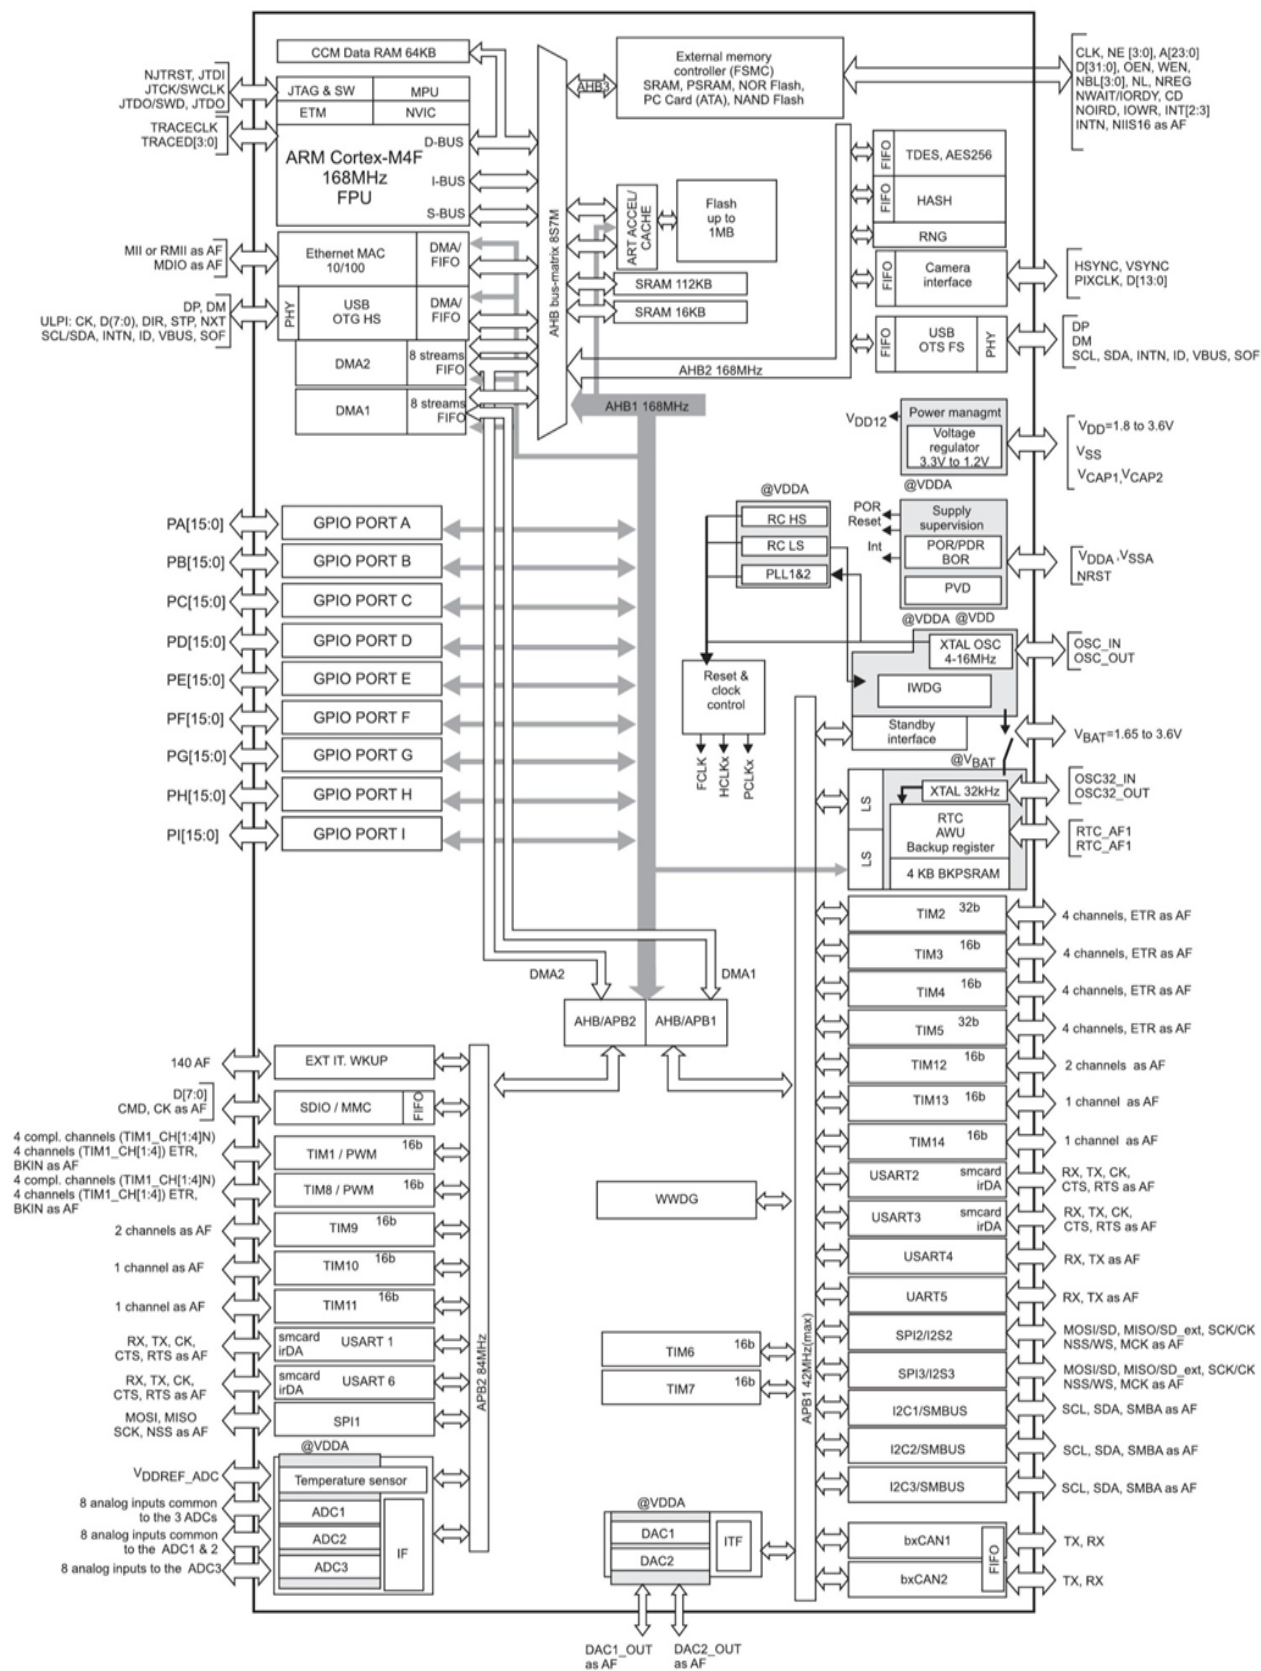 CCM Data RAM 64KB
NJTRST, JTDI
JTCK/SWCLK
JTDO/SWD, JTDO
JTAG & SW
MPU
ETM
NVIC
TRACECLK
TRACED[3:0]
ARM Cortex-M4F
168MHz
FPU
D-BUS
I-BUS
S-BUS
MII or RMII as AF
MDIO as AF
Ethernet MAC
10/100
DMA/
FIFO
DP, DM
ULPI: CK, D(7:0), DIR, STP, NXT
SCL/SDA, INTN, ID, VBUS, SOF
PHY
USB
OTG HS
DMA/
FIFO
DMA2
8 streams
FIFO
DMA1
8 streams
FIFO
AHB bus-matrix 8S7M
AHB3
External memory
controller (FSMC)
SRAM, PSRAM, NOR Flash,
PC Card (ATA), NAND Flash
CLK, NE [3:0], A[23:0]
D[31:0], OEN, WEN,
NBL[3:0], NL, NREG
NWAIT/IORDY, CD
NOIRD, IOWR, INT[2:3]
INTN, NIIS16 as AF
ART ACCEL/
CACHE
Flash
up to
1MB
SRAM 112KB
SRAM 16KB
AHB2 168MHz
AHB1 168MHz
FIFO
TDES, AES256
FIFO
HASH
RNG
FIFO
Camera
interface
HSYNC, VSYNC
PIXCLK, D[13:0]
FIFO
USB
OTS FS
PHY
DP
DM
SCL, SDA, INTN, ID, VBUS, SOF
VDD12
Power managmt
Voltage
regulator
3.3V to 1.2V
VDD=1.8 to 3.6V
VSS
VCAP1,VCAP2
@VDDA
@VDDA
RC HS
RC LS
PLL1&2
POR
Reset
Int
Supply
supervision
POR/PDR
BOR
PVD
VDDA ,VSSA
NRST
@VDDA @VDD
XTAL OSC
4-16MHz
IWDG
OSC_IN
OSC_OUT
Reset &
clock
control
FCLK
HCLKx
PCLKx
Standby
interface
VBAT=1.65 to 3.6V
@VBAT
LS
LS
XTAL 32kHz
OSC32_IN
OSC32_OUT
RTC
AWU
Backup register
4 KB BKPSRAM
RTC_AF1
RTC_AF1
PA[15:0]
GPIO PORT A
PB[15:0]
GPIO PORT B
PC[15:0]
GPIO PORT C
PD[15:0]
GPIO PORT D
PE[15:0]
GPIO PORT E
PF[15:0]
GPIO PORT F
PG[15:0]
GPIO PORT G
PH[15:0]
GPIO PORT H
PI[15:0]
GPIO PORT I
DMA2
DMA1
AHB/APB2
AHB/APB1
140 AF
EXT IT. WKUP
D[7:0]
CMD, CK as AF
SDIO / MMC
FIFO
4 compl. channels (TIM1_CH[1:4]N)
4 channels (TIM1_CH[1:4]) ETR,
BKIN as AF
TIM1 / PWM
16b
4 compl. channels (TIM1_CH[1:4]N)
4 channels (TIM1_CH[1:4]) ETR,
BKIN as AF
TIM8 / PWM
16b
2 channels as AF
TIM9
16b
1 channel as AF
TIM10
16b
1 channel as AF
TIM11
16b
RX, TX, CK,
CTS, RTS as AF
smcard
irDA
USART 1
RX, TX, CK,
CTS, RTS as AF
smcard
irDA
USART 6
MOSI, MISO
SCK, NSS as AF
SPI1
@VDDA
VDDREF_ADC
Temperature sensor
8 analog inputs common
to the 3 ADCs
ADC1
8 analog inputs common
to the ADC1 & 2
ADC2
8 analog inputs to the ADC3
ADC3
IF
APB2 84MHz
WWDG
TIM6
16b
TIM7
16b
@VDDA
DAC1
DAC2
ITF
DAC1_OUT
as AF
DAC2_OUT
as AF
APB1 42MHz(max)
TIM2
32b
4 channels, ETR as AF
TIM3
16b
4 channels, ETR as AF
TIM4
16b
4 channels, ETR as AF
TIM5
32b
4 channels, ETR as AF
TIM12
16b
2 channels as AF
TIM13
16b
1 channel as AF
TIM14
16b
1 channel as AF
USART2
smcard
irDA
RX, TX, CK,
CTS, RTS as AF
USART3
smcard
irDA
RX, TX, CK,
CTS, RTS as AF
USART4
RX, TX as AF
UART5
RX, TX as AF
SPI2/I2S2
MOSI/SD, MISO/SD_ext, SCK/CK
NSS/WS, MCK as AF
SPI3/I2S3
MOSI/SD, MISO/SD_ext, SCK/CK
NSS/WS, MCK as AF
I2C1/SMBUS
SCL, SDA, SMBA as AF
I2C2/SMBUS
SCL, SDA, SMBA as AF
I2C3/SMBUS
SCL, SDA, SMBA as AF
bxCAN1
TX, RX
bxCAN2
FIFO
TX, RX